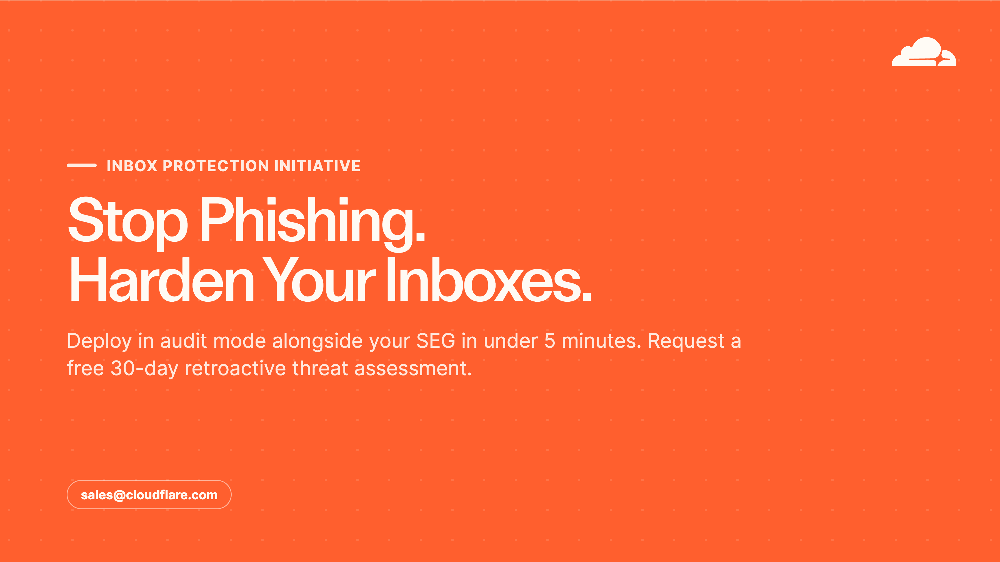 INBOX PROTECTION INITIATIVE
Stop Phishing.
Harden Your Inboxes.
Deploy in audit mode alongside your SEG in under 5 minutes. Request a
free 30-day retroactive threat assessment.
sales@cloudflare.com